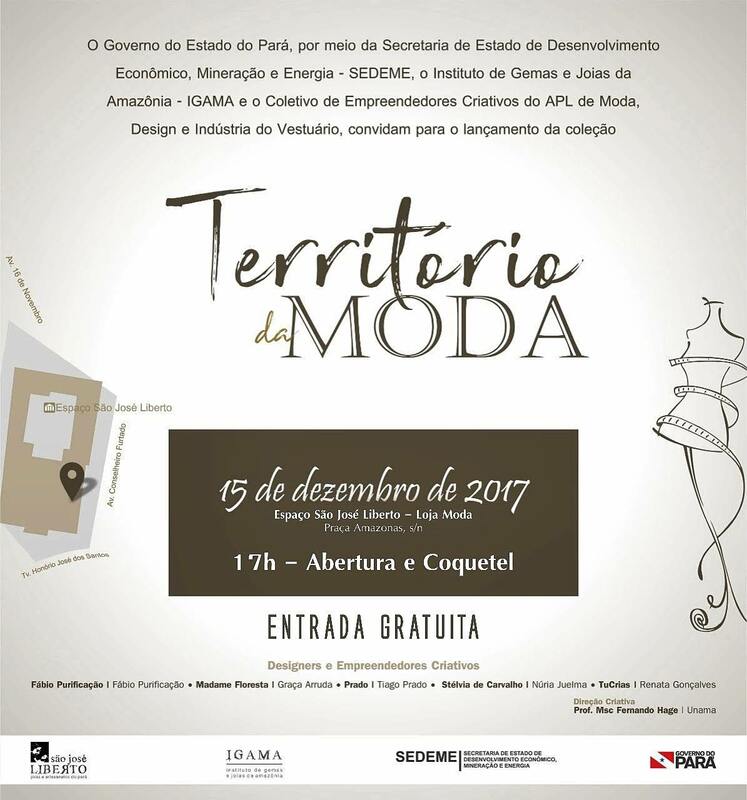 O Governo do Estado do Pará, por meio da Secretaria de Estado de Desenvolvimento
Econômico, Mineração e Energia - SEDEME, o Instituto de Gemas e Joias da
Amazônia - IGAMA e o Coletivo de Empreendedores Criativos do APL de Moda,
Design e Indústria do Vestuário, convidam para o lançamento da coleção
Território
da MODA
Av. 16 de Novembro
Espaço São José Liberto
Av. Conselheiro Furtado
Tv. Honório José dos Santos
15 de dezembro de 2017
Espaço São José Liberto – Loja Moda
Praça Amazonas, s/n
17h – Abertura e Coquetel
ENTRADA GRATUITA
Designers e Empreendedores Criativos
Fábio Purificação I Fábio Purificação • Madame Floresta I Graça Arruda • Prado I Tiago Prado • Stélvia de Carvalho I Núria Juelma • TuCrias I Renata Gonçalves
Direção Criativa
Prof. Msc Fernando Hage I Unama
são josé
LIBERTO
joias e artesanato do pará
IGAMA
instituto de gemas
e joias da amazônia
SEDEME
SECRETARIA DE ESTADO DE
DESENVOLVIMENTO ECONÔMICO,
MINERAÇÃO E ENERGIA
GOVERNO DO
PARÁ